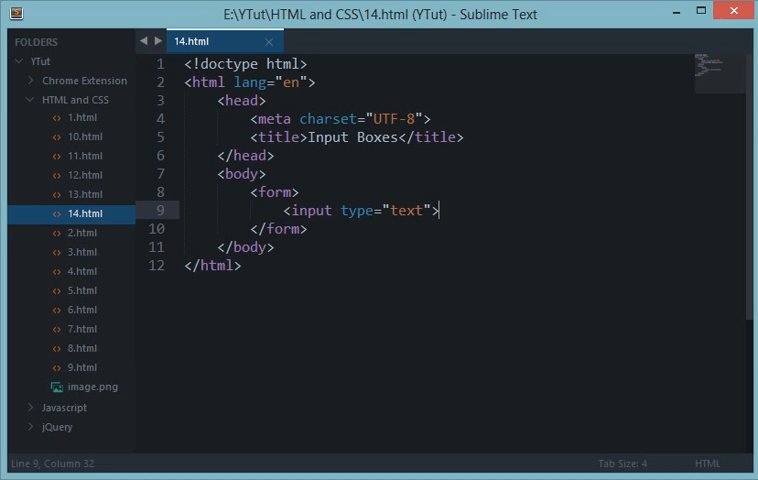 E:\YTut\HTML and CSS\14.html (YTut) - Sublime Text
FOLDERS
YTut
Chrome Extension
HTML and CSS
1.html
10.html
11.html
12.html
13.html
14.html
2.html
3.html
4.html
5.html
6.html
7.html
8.html
9.html
image.png
Javascript
jQuery
14.html
1 <!doctype html>
2 <html lang="en">
3 <head>
4 <meta charset="UTF-8">
5 <title>Input Boxes</title>
6 </head>
7 <body>
8 <form>
9 <input type="text">
10 </form>
11 </body>
12 </html>
Line 9, Column 32
Tab Size: 4
HTML